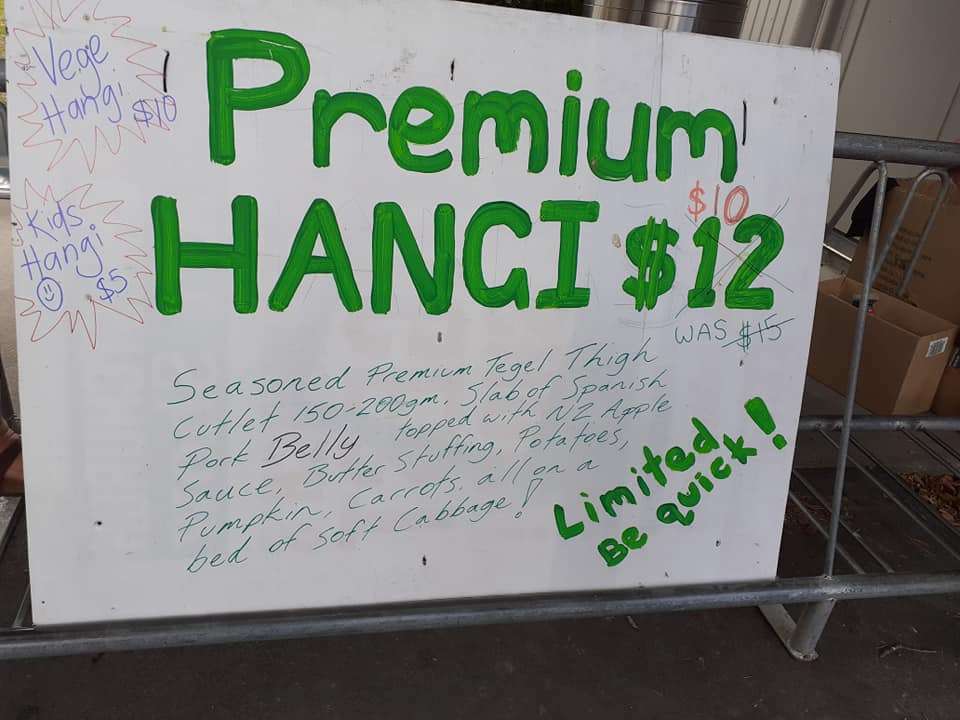 Vege
Hangi
$10
Kids
Hangi
$5
Premium
HANGI $12
$10
WAS $15
Seasoned Premium Tegel Thigh
Cutlet 150-200gm. Slab of Spanish
Pork Belly topped with NZ Apple
Sauce, Butter Stuffing, Potatoes,
Pumpkin, Carrots, all on a
bed of soft Cabbage!
Limited
Be quick!